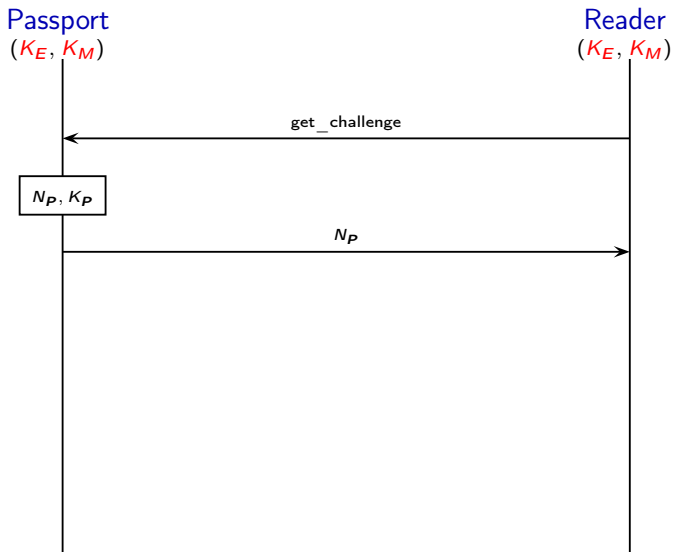 Passport Reader
(K_E, K_M) (K_E, K_M)
get_challenge
N_P, K_P
N_P